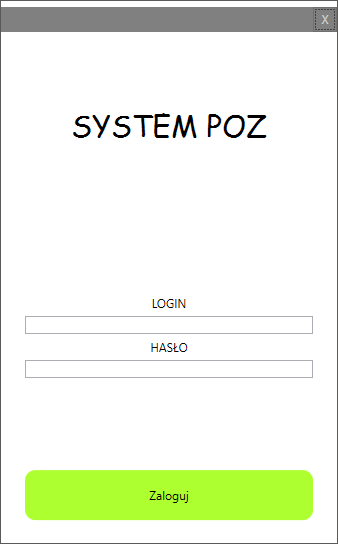 X
SYSTEM POZ
LOGIN
HASŁO
Zaloguj